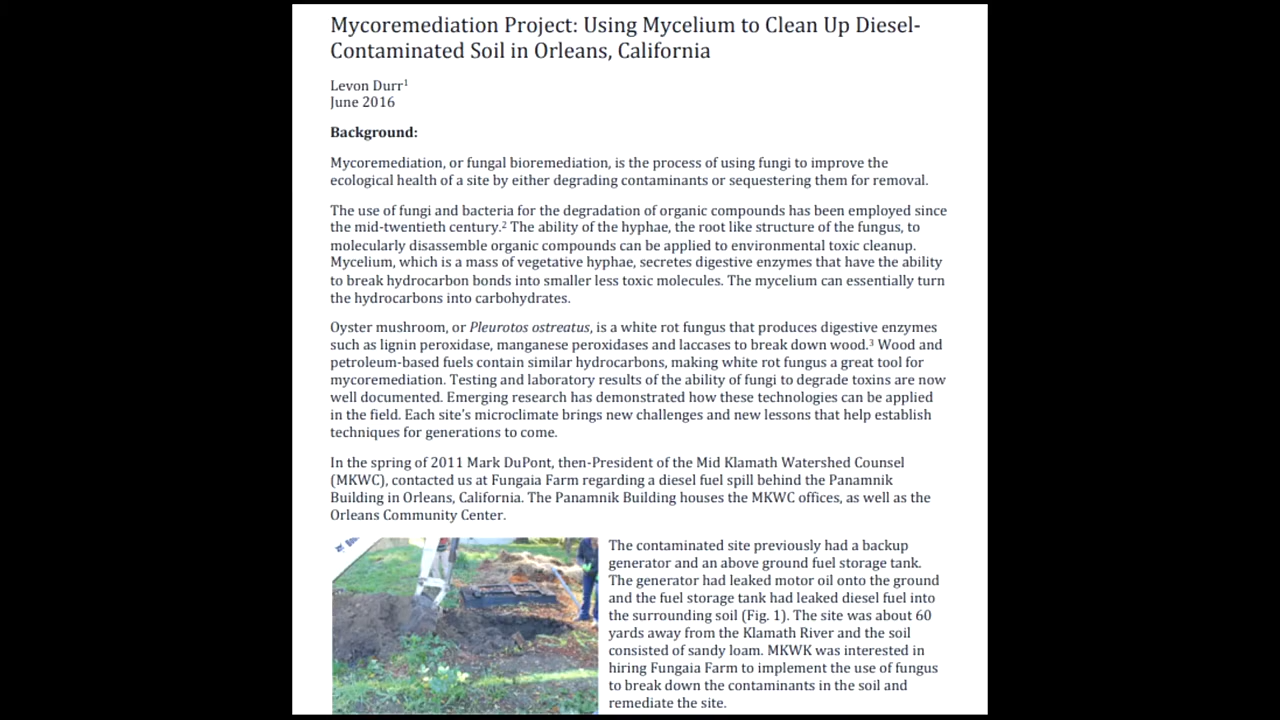 Mycoremediation Project: Using Mycelium to Clean Up Diesel-
Contaminated Soil in Orleans, California
Levon Durr¹
June 2016
Background:
Mycoremediation, or fungal bioremediation, is the process of using fungi to improve the
ecological health of a site by either degrading contaminants or sequestering them for removal.
The use of fungi and bacteria for the degradation of organic compounds has been employed since
the mid-twentieth century.² The ability of the hyphae, the root like structure of the fungus, to
molecularly disassemble organic compounds can be applied to environmental toxic cleanup.
Mycelium, which is a mass of vegetative hyphae, secretes digestive enzymes that have the ability
to break hydrocarbon bonds into smaller less toxic molecules. The mycelium can essentially turn
the hydrocarbons into carbohydrates.
Oyster mushroom, or Pleurotos ostreatus, is a white rot fungus that produces digestive enzymes
such as lignin peroxidase, manganese peroxidases and laccases to break down wood.³ Wood and
petroleum-based fuels contain similar hydrocarbons, making white rot fungus a great tool for
mycoremediation. Testing and laboratory results of the ability of fungi to degrade toxins are now
well documented. Emerging research has demonstrated how these technologies can be applied
in the field. Each site's microclimate brings new challenges and new lessons that help establish
techniques for generations to come.
In the spring of 2011 Mark DuPont, then-President of the Mid Klamath Watershed Counsel
(MKWC), contacted us at Fungaia Farm regarding a diesel fuel spill behind the Panamnik
Building in Orleans, California. The Panamnik Building houses the MKWC offices, as well as the
Orleans Community Center.
The contaminated site previously had a backup
generator and an above ground fuel storage tank.
The generator had leaked motor oil onto the ground
and the fuel storage tank had leaked diesel fuel into
the surrounding soil (Fig. 1). The site was about 60
yards away from the Klamath River and the soil
consisted of sandy loam. MKWK was interested in
hiring Fungaia Farm to implement the use of fungus
to break down the contaminants in the soil and
remediate the site.